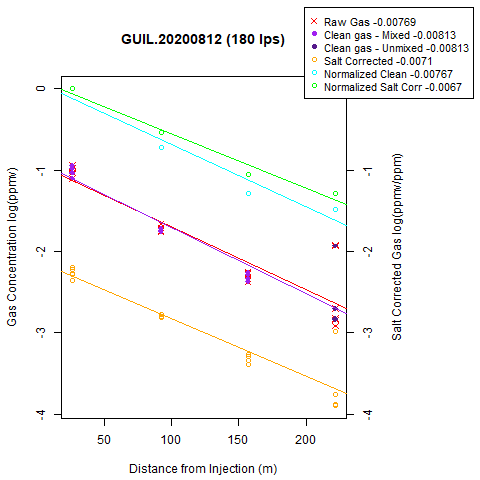 GUIL.20200812 (180 lps)
Raw Gas -0.00769
Clean gas - Mixed -0.00813
Clean gas - Unmixed -0.00813
Salt Corrected -0.0071
Normalized Clean -0.00767
Normalized Salt Corr -0.0067
Gas Concentration log(ppmv)
0
-1
-2
-3
-4
0
-1
-2
-3
-4
Salt Corrected Gas log(ppmv/ppm)
50 100 150 200
Distance from Injection (m)